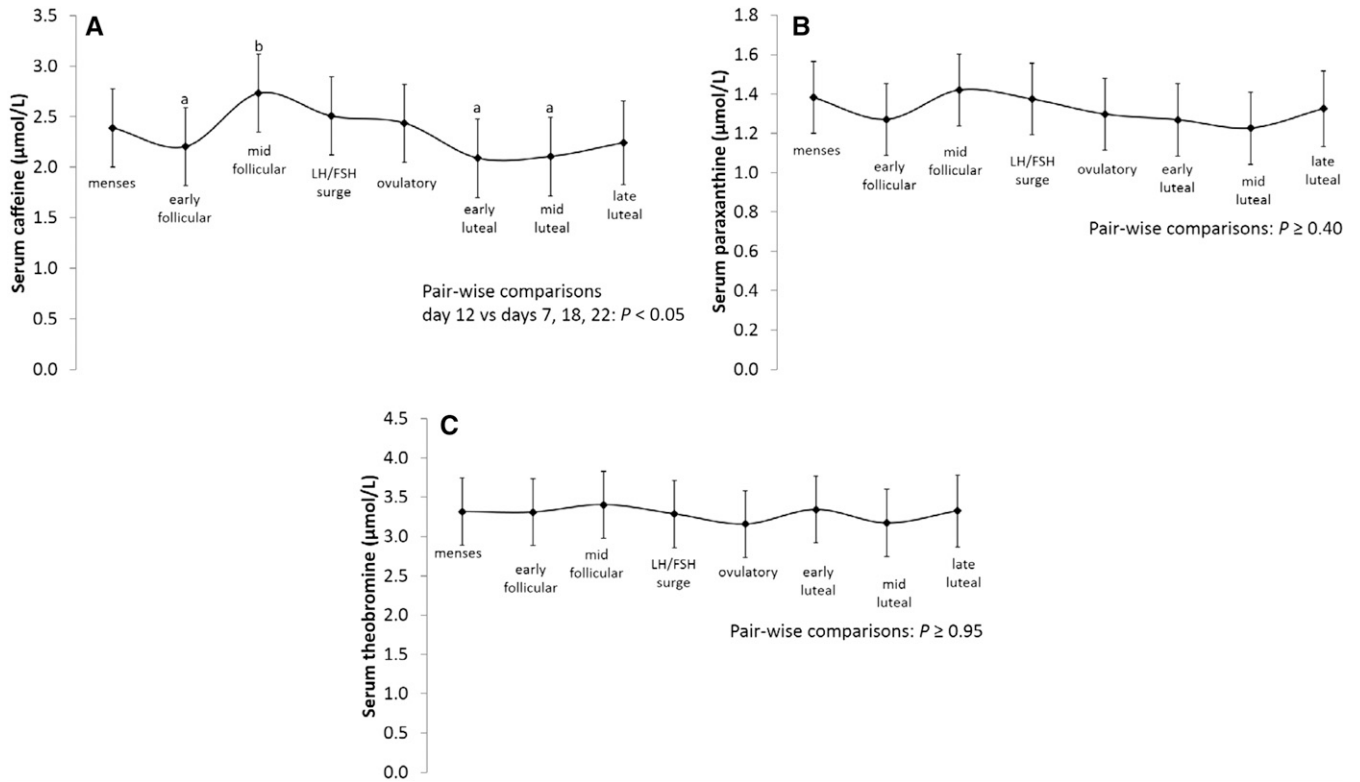 A
Serum caffeine (μmol/L)
3.5
3.0
2.5
2.0
1.5
1.0
0.5
0.0
a
b
a
a
menses
early
follicular
mid
follicular
LH/FSH
surge
ovulatory
early
luteal
mid
luteal
late
luteal
Pair-wise comparisons
day 12 vs days 7, 18, 22: P < 0.05
B
Serum paraxanthine (μmol/L)
1.8
1.6
1.4
1.2
1.0
0.8
0.6
0.4
0.2
0.0
menses
early
follicular
mid
follicular
LH/FSH
surge
ovulatory
early
luteal
mid
luteal
late
luteal
Pair-wise comparisons: P ≥ 0.40
C
Serum theobromine (μmol/L)
4.5
4.0
3.5
3.0
2.5
2.0
1.5
1.0
0.5
0.0
menses
early
follicular
mid
follicular
LH/FSH
surge
ovulatory
early
luteal
mid
luteal
late
luteal
Pair-wise comparisons: P ≥ 0.95